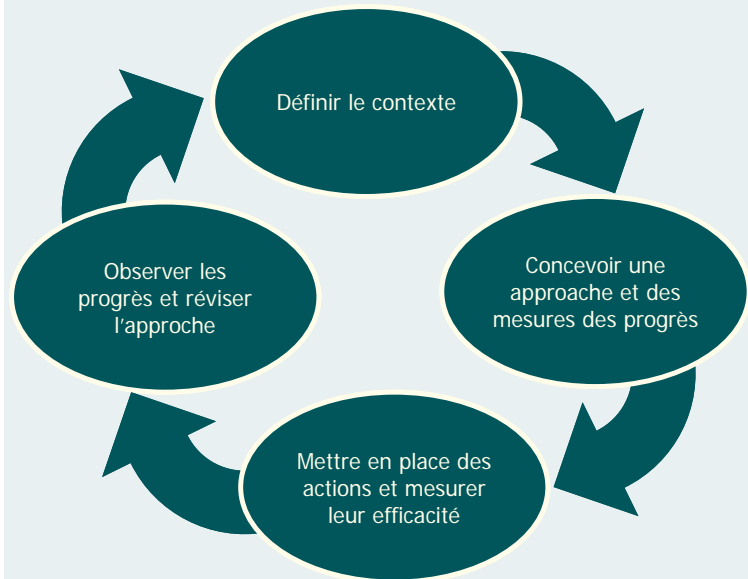 Définir le contexte
Concevoir une
approache et des
mesures des progrès
Mettre en place des
actions et mesurer
leur efficacité
Observer les
progrès et réviser
l'approche